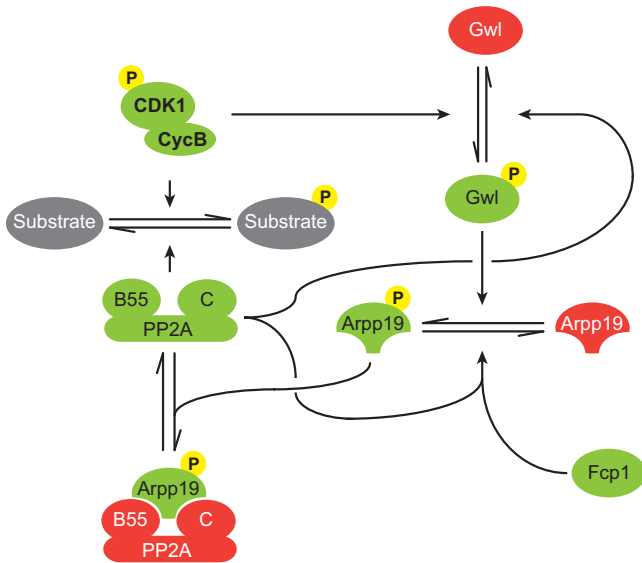 Gwl
P
CDK1
CycB
P
Gwl
P
Substrate
Substrate
B55
C
PP2A
P
Arpp19
Arpp19
P
Arpp19
B55
C
PP2A
Fcp1